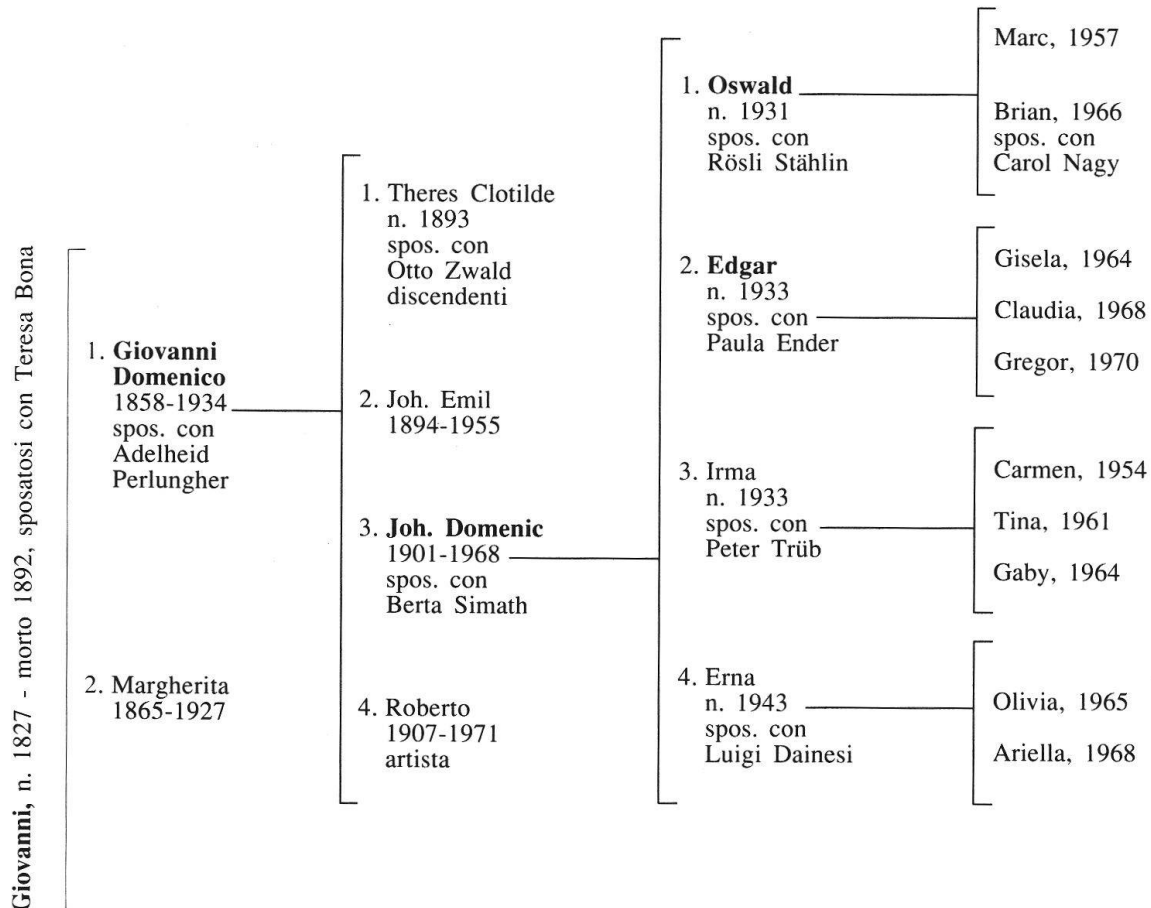 Giovanni, n. 1827 - morto 1892, sposatosi con Teresa Bona
1. Giovanni
Domenico
1858-1934
spos. con
Adelheid
Perlungher
2. Margherita
1865-1927
1. Theres Clotilde
n. 1893
spos. con
Otto Zwald
discendenti
2. Joh. Emil
1894-1955
3. Joh. Domenic
1901-1968
spos. con
Berta Simath
4. Roberto
1907-1971
artista
1. Oswald
n. 1931
spos. con
Rösli Stählin
2. Edgar
n. 1933
spos. con
Paula Ender
3. Irma
n. 1933
spos. con
Peter Trüb
4. Erna
n. 1943
spos. con
Luigi Dainesi
Marc, 1957
Brian, 1966
spos. con
Carol Nagy
Gisela, 1964
Claudia, 1968
Gregor, 1970
Carmen, 1954
Tina, 1961
Gaby, 1964
Olivia, 1965
Ariella, 1968